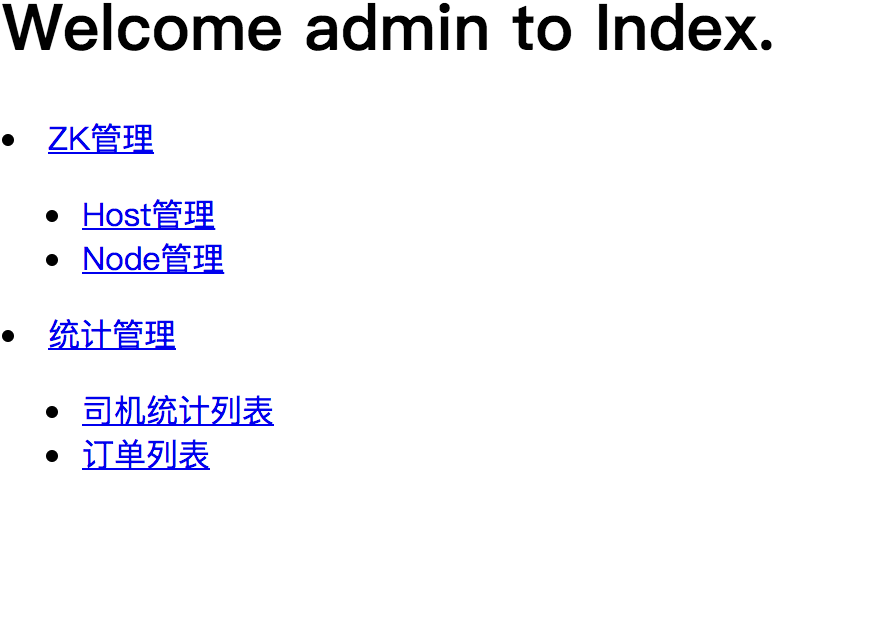 Welcome admin to Index.
ZK管理
Host管理
Node管理
统计管理
司机统计列表
订单列表